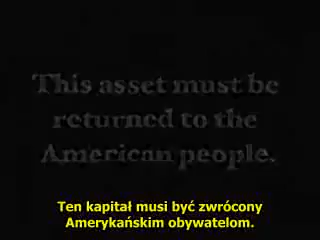 This asset must be
returned to the
American people.
Ten kapitał musi być zwrócony
Amerykańskim obywatelom.